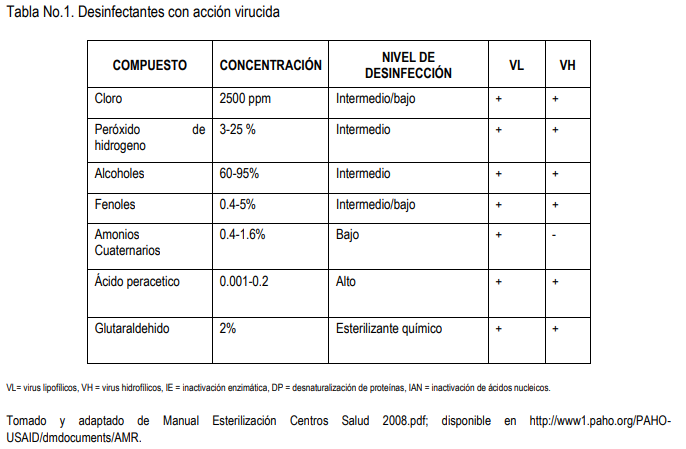 Tabla No.1. Desinfectantes con acción virucida
COMPUESTO CONCENTRACIÓN NIVEL DE DESINFECCIÓN VL VH
Cloro 2500 ppm Intermedio/bajo + +
Peróxido de hidrogeno 3-25 % Intermedio + +
Alcoholes 60-95% Intermedio + +
Fenoles 0.4-5% Intermedio/bajo + +
Amonios Cuaternarios 0.4-1.6% Bajo + -
Ácido peracetico 0.001-0.2 Alto + +
Glutaraldehido 2% Esterilizante químico + +
VL= virus lipofílicos, VH = virus hidrofílicos, IE = inactivación enzimática, DP = desnaturalización de proteínas, IAN = inactivación de ácidos nucleicos.
Tomado y adaptado de Manual Esterilización Centros Salud 2008.pdf; disponible en http://www1.paho.org/PAHO-
USAID/dmdocuments/AMR.